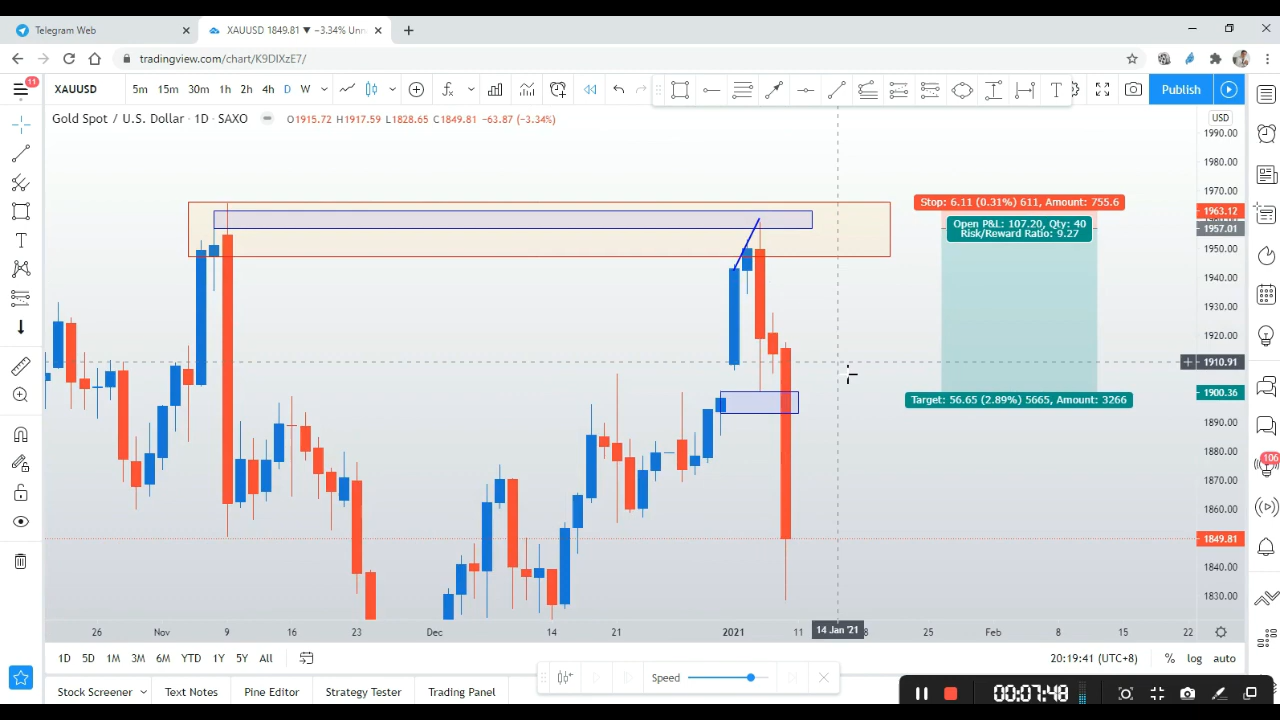 Telegram Web
XAUUSD 1849.81 ▼ −3.34% Unn
tradingview.com/chart/K9DIXzE7/
11
XAUUSD
5m 15m 30m 1h 2h 4h D W
Publish
Gold Spot / U.S. Dollar · 1D · SAXO
O1915.72 H1917.59 L1828.65 C1849.81 −63.87 (−3.34%)
USD
1990.00
1980.00
1970.00
Stop: 6.11 (0.31%) 611, Amount: 755.6
1963.12
Open P&L: 107.20, Qty: 40
1957.01
Risk/Reward Ratio: 9.27
1950.00
1940.00
1930.00
1920.00
1910.91
1900.36
Target: 56.65 (2.89%) 5665, Amount: 3266
1890.00
1880.00
1870.00
106
1860.00
1849.81
1840.00
1830.00
26 Nov 9 16 23 Dec 14 21 2021 11 14 Jan '21 8 25 Feb 8 15 22
1D 5D 1M 3M 6M YTD 1Y 5Y All
20:19:41 (UTC+8)
% log auto
Speed
Stock Screener
Text Notes
Pine Editor
Strategy Tester
Trading Panel
00:07:48